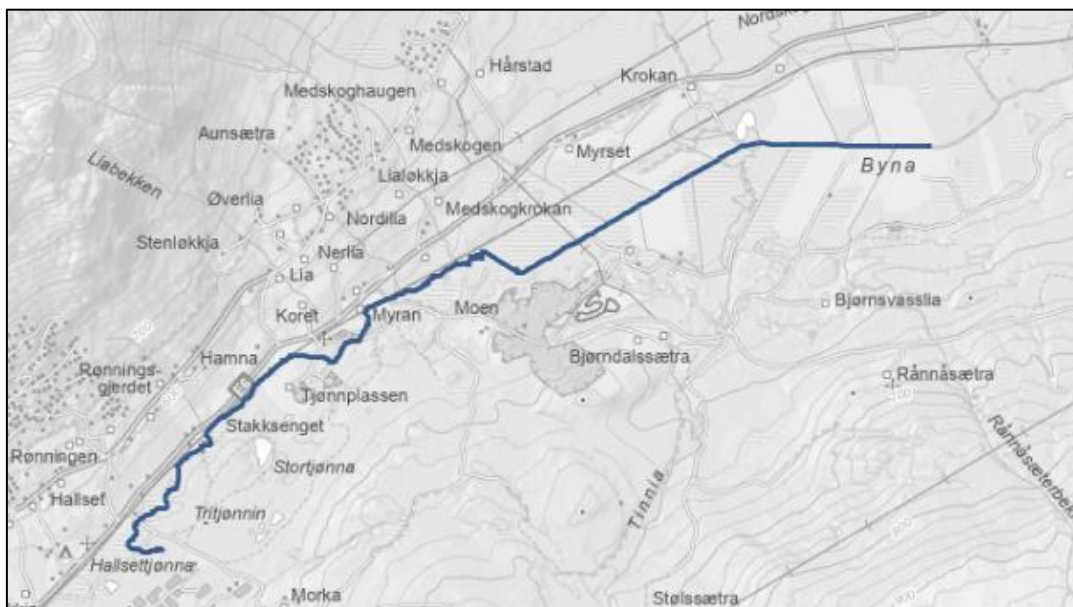 Hårstad
Krokan
Medskoghaugen
Aunsætra
Medskogen
Myrset
Byna
Liabekken
Lialøkkja
Øverlia
Medskogkrokan
Nordlia
Stenløkkja
Nerlia
Lia
Koret
Myran
Moen
Bjørnsvasslia
Hamna
Bjørndalssætra
Rønnings-
gjerdet
Rånnåsætra
700
Tjønnplassen
Stakksenget
Rønningen
Stortjønna
Hallset
Tritjønnin
Tinnia
Hallsettjønna
Morka
Stølssætra